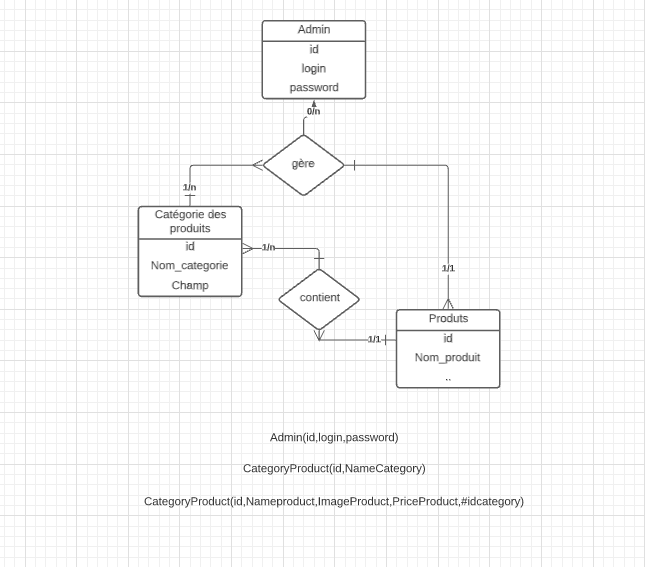 Admin
id
login
password
0/n
gère
1/n
Catégorie des
produits
id
Nom_categorie
Champ
1/n
contient
1/1
1/1
Produts
id
Nom_produit
..
Admin(id,login,password)
CategoryProduct(id,NameCategory)
CategoryProduct(id,Nameproduct,ImageProduct,PriceProduct,#idcategory)